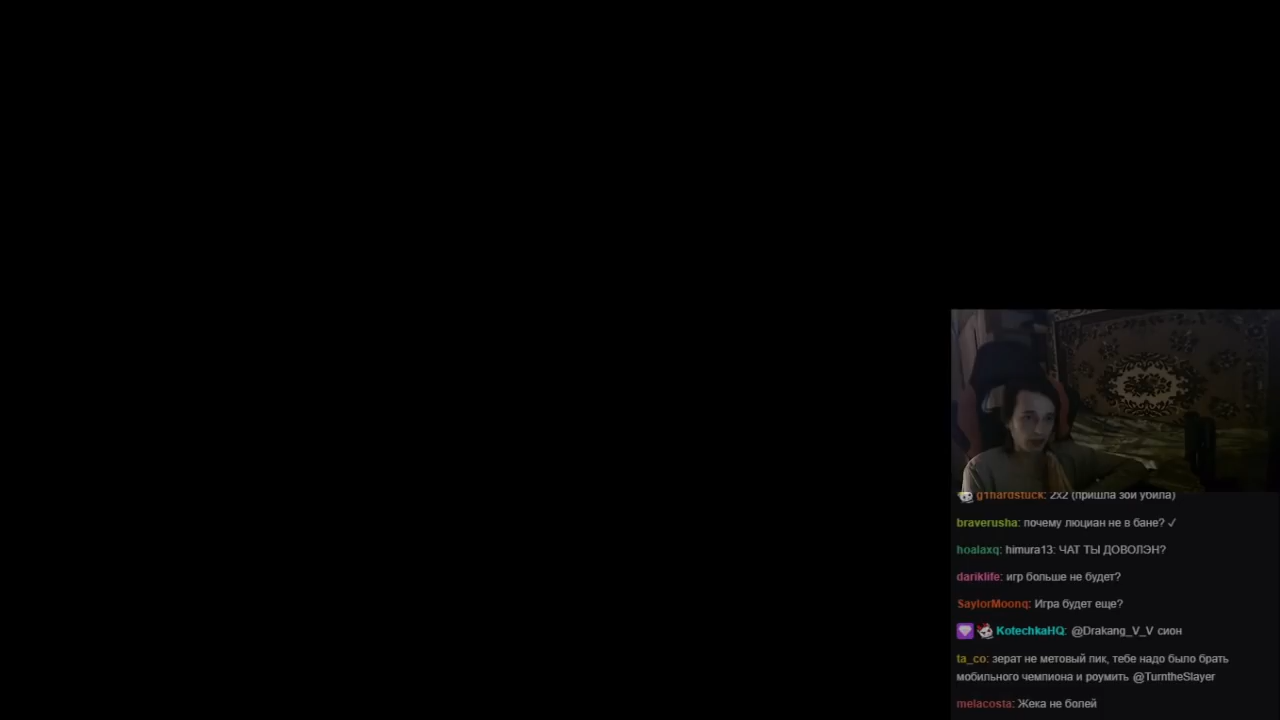 g1hardstuck: 2x2 (пришла зои убила)
braverusha: почему люциан не в бане? ✓
hoalaxq: himura13: ЧАТ ТЫ ДОВОЛЭН?
dariklife: игр больше не будет?
SaylorMoonq: Игра будет еще?
KotechkaHQ: @Drakang_V_V сион
ta_co: зерат не метовый пик, тебе надо было брать
мобильного чемпиона и роумить @TurntheSlayer
melacosta: Жека не болей